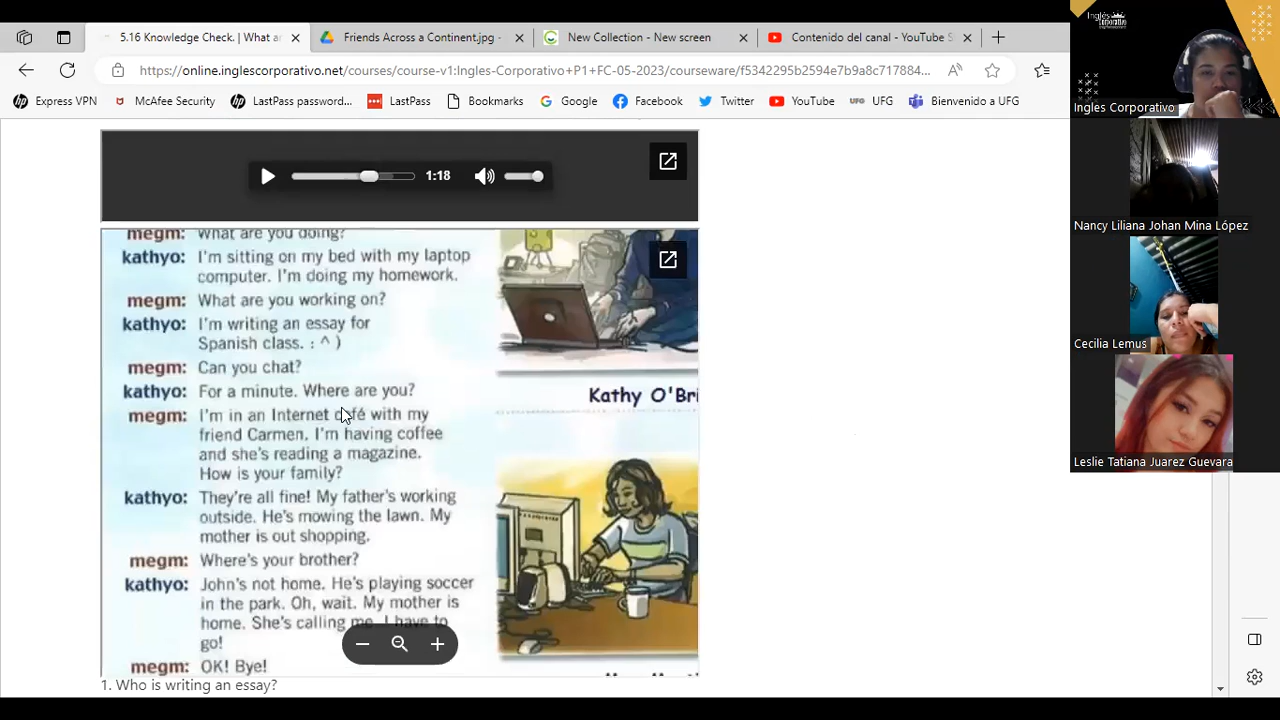 5.16 Knowledge Check. | What ar
Friends Across a Continent.jpg -
New Collection - New screen
Contenido del canal - YouTube S
https://online.inglescorporativo.net/courses/course-v1:Ingles-Corporativo+P1+FC-05-2023/courseware/f5342295b2594e7b9a8c717884...
Express VPN
McAfee Security
LastPass password...
LastPass
Bookmarks
Google
Facebook
Twitter
YouTube
UFG
UFG
Bienvenido a UFG
1:18
megm: What are you doing?
kathyo: I'm sitting on my bed with my laptop
computer. I'm doing my homework.
megm: What are you working on?
kathyo: I'm writing an essay for
Spanish class. : ^ )
megm: Can you chat?
kathyo: For a minute. Where are you?
megm: I'm in an Internet café with my
friend Carmen. I'm having coffee
and she's reading a magazine.
How is your family?
kathyo: They're all fine! My father's working
outside. He's mowing the lawn. My
mother is out shopping.
megm: Where's your brother?
kathyo: John's not home. He's playing soccer
in the park. Oh, wait. My mother is
home. She's calling me. I have to
go!
megm: OK! Bye!
Kathy O'Bri
1. Who is writing an essay?
Inglés
Corporativo
Ingles Corporativo
Nancy Liliana Johan Mina López
Cecilia Lemus
Leslie Tatiana Juarez Guevara